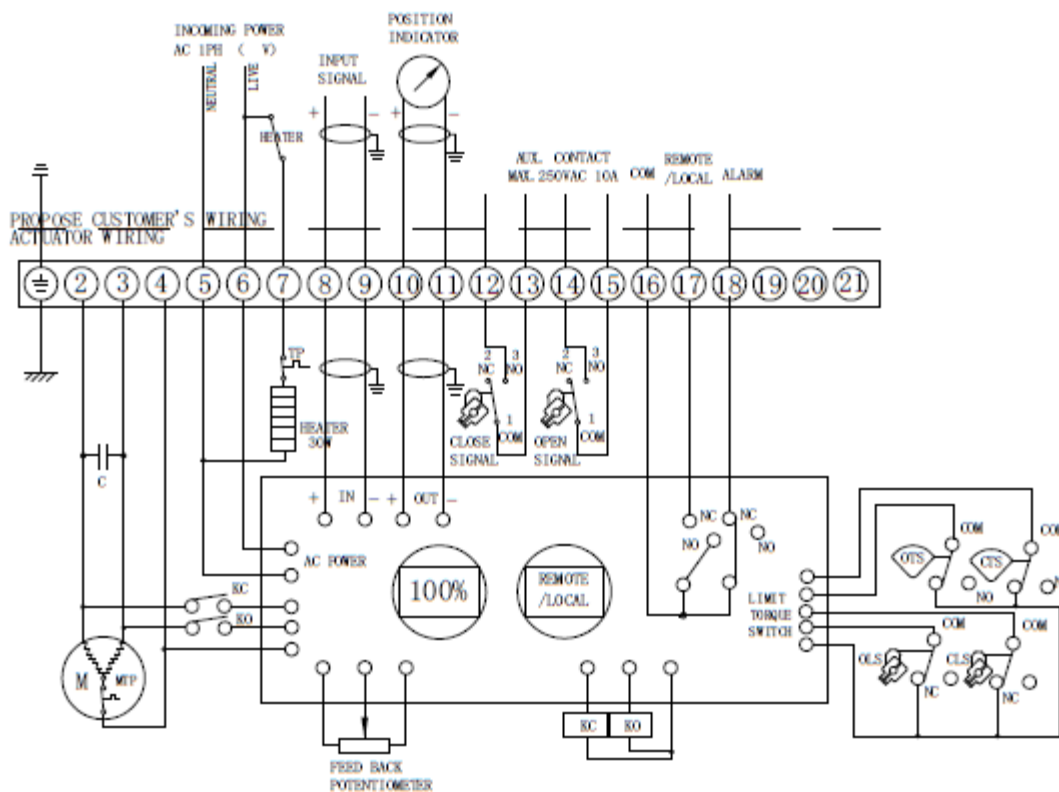 INCOMING POWER
AC 1PH ( V)
NEUTRAL
LIVE
HEATER
INPUT
SIGNAL
+ -
POSITION
INDICATOR
+ -
AUX. CONTACT
MAX.250VAC 10A
COM
REMOTE
/LOCAL
ALARM
PROPOSE CUSTOMER'S WIRING
ACTUATOR WIRING
2 3 4 5 6 7 8 9 10 11 12 13 14 15 16 17 18 19 20 21
TP
HEATER
30W
2 3
NC NO
1
COM
CLOSE
SIGNAL
2 3
NC NO
1
COM
OPEN
SIGNAL
C
+ IN - + OUT -
AC POWER
100%
REMOTE
/LOCAL
NC
NO
NC
NO
LIMIT
TORQUE
SWITCH
KC
KO
M
MTP
COM
OTS
NO
COM
CTS
N
COM
OLS
NC
COM
CLS
NC
KC KO
FEED BACK
POTENTIOMETER